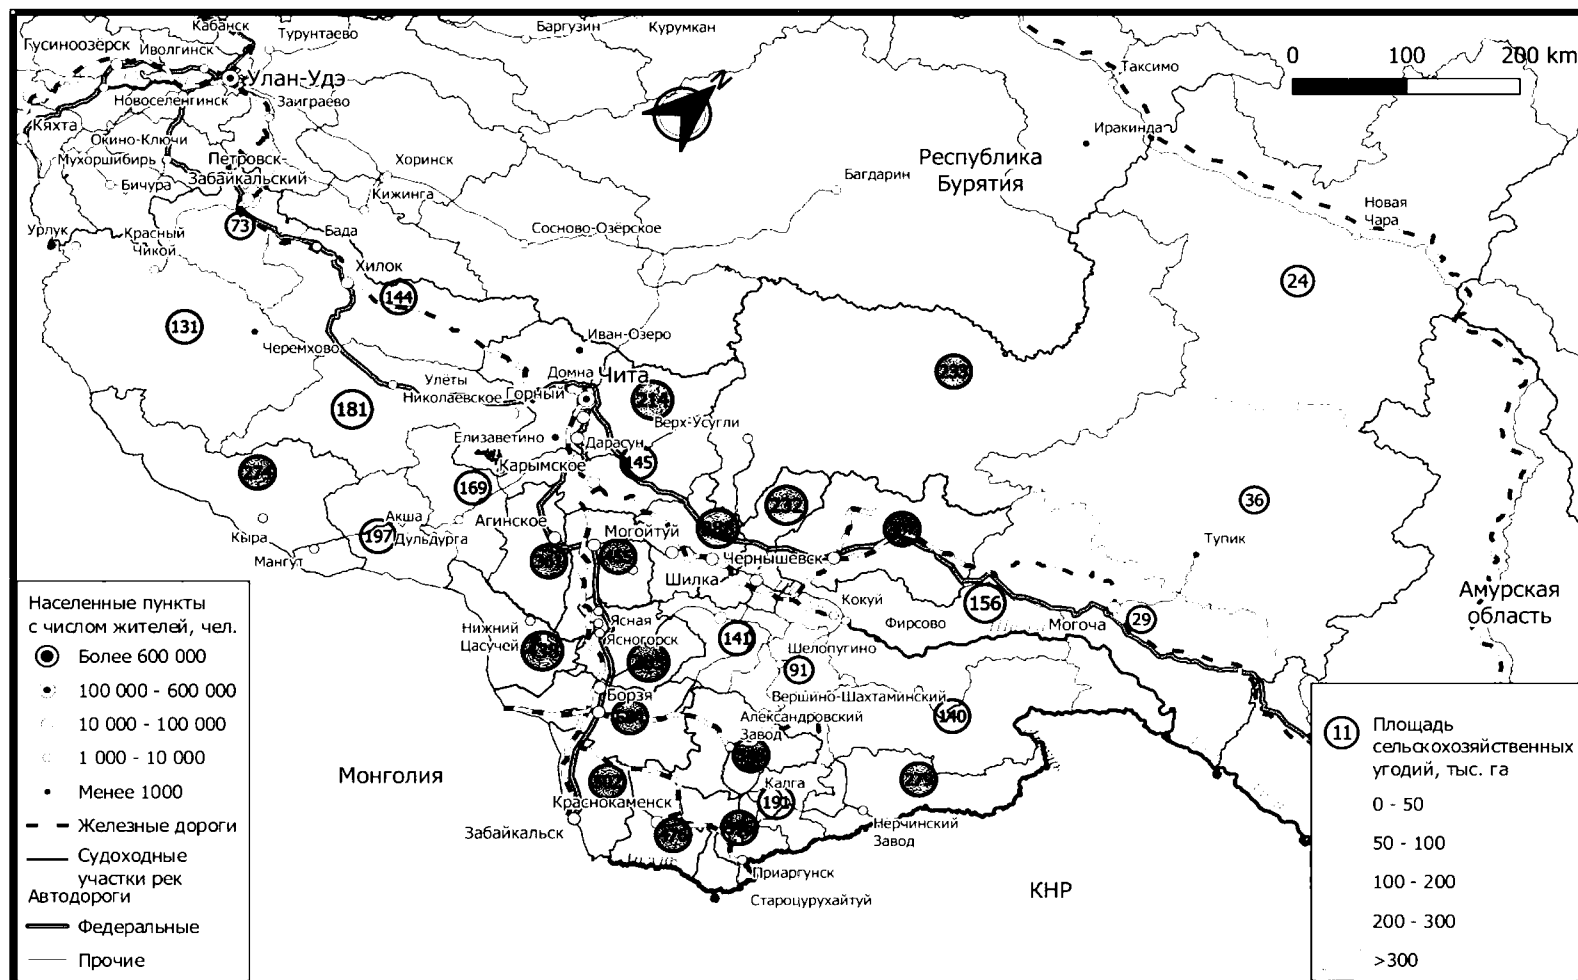 Кабанск
Турунтаево
Баргузин
Курумкан
Гусиноозёрск
Иволгинск
Улан-Удэ
N
0 100 200 km
Таксимо
Новоселенгинск
Заиграево
Кяхта
Окино-Ключи
Иракинда
Мухоршибирь
Петровск-
Забайкальский
Хоринск
Республика
Бурятия
Бичура
Кижинга
Багдарин
Новая
Чара
Урлук
Красный
Чикой
73
Бада
Сосново-Озёрское
Хилок
24
144
131
Иван-Озеро
Черемхово
Домна
Чита
233
Улёты
Николаевское
Горный
214
181
Верх-Усугли
Елизаветино
Дарасун
145
Карымское
274
169
232
36
Акша
Агинское
Могойтуй
197
Дульдурга
Кыра
Мангут
Чернышевск
Тупик
Шилка
156
Кокуй
Фирсово
Могоча
29
Амурская
область
Нижний
Цасучей
Ясная
Ясногорск
141
Шелопугино
91
Борзя
Вершино-Шахтаминский
140
Александровский
Завод
Монголия
Калга
191
Краснокаменск
Забайкальск
Нерчинский
Завод
Приаргунск
Староцурухайтуй
КНР
Населенные пункты
с числом жителей, чел.
Более 600 000
100 000 - 600 000
10 000 - 100 000
1 000 - 10 000
Менее 1000
Железные дороги
Судоходные
участки рек
Автодороги
Федеральные
Прочие
11
Площадь
сельскохозяйственных
угодий, тыс. га
0 - 50
50 - 100
100 - 200
200 - 300
>300